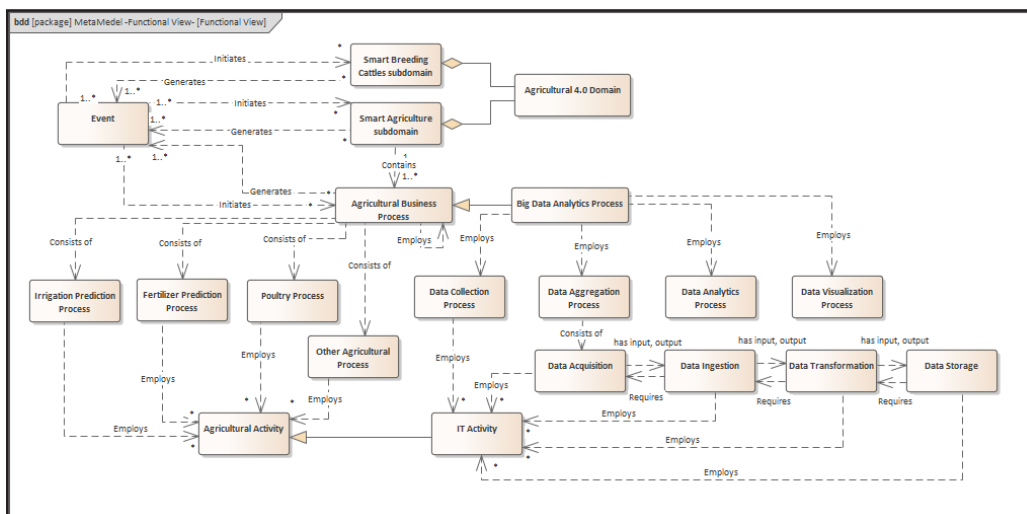 bdd [package] MetaMedel -Functional View- [Functional View]
Initiates
*
Smart Breeding
Cattles subdomain
Generates
*
1..*
1..*
Agricultural 4.0 Domain
Event
1..*
Initiates
*
Smart Agriculture
subdomain
1..*
Generates
*
1..*
1..*
1
Contains
1..*
Generates
*
Initiates
*
Agricultural Business
Process
Big Data Analytics Process
Consists of
Consists of
Consists of
Consists of
Employs
Employs
Employs
Employs
Employs
Irrigation Prediction
Process
Fertilizer Prediction
Process
Poultry Process
Data Collection
Process
Data Aggregation
Process
Data Analytics
Process
Data Visualization
Process
Consists of
has input, output
has input, output
has input, output
Other Agricultural
Process
Employs
Employs
Data Acquisition
Data Ingestion
Data Transformation
Data Storage
Employs
Employs
Employs
Requires
Requires
Requires
*
*
*
*
*
Employs
Agricultural Activity
IT Activity
Employs
*
Employs
*
*
Employs
*